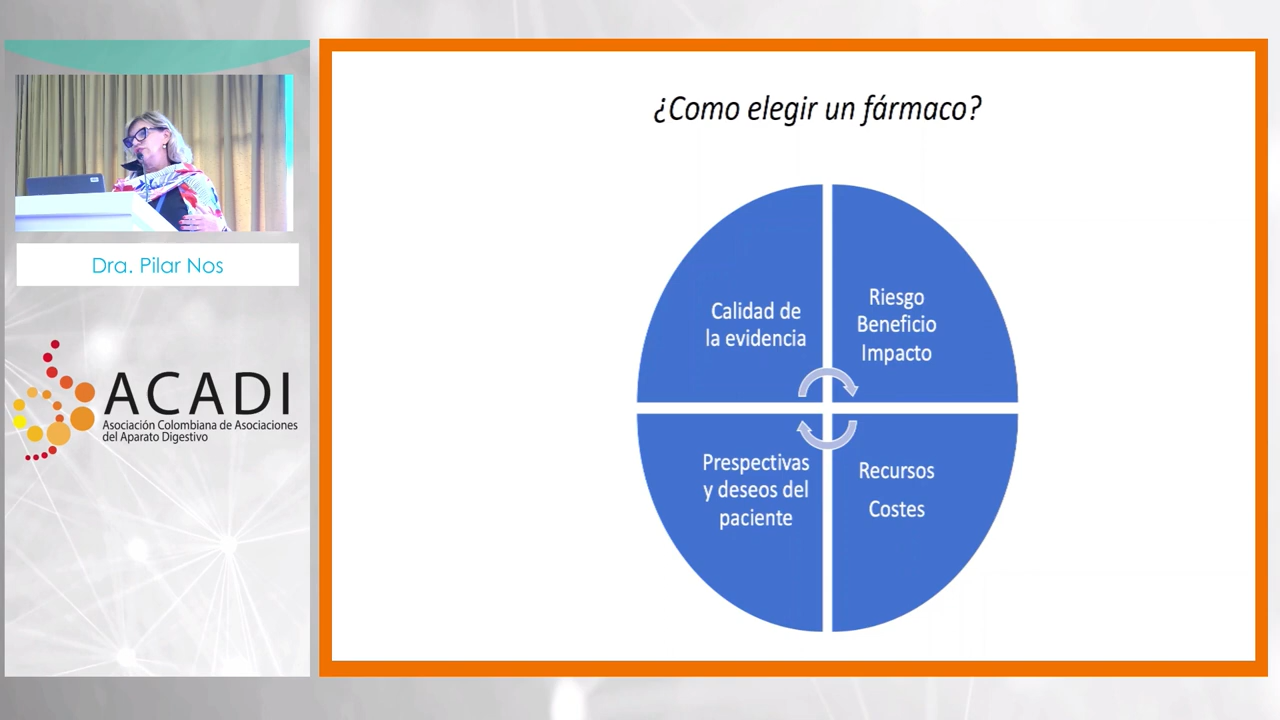 Dra. Pilar Nos
ACADI
Asociación Colombiana de Asociaciones
del Aparato Digestivo
¿Como elegir un fármaco?
Calidad de
la evidencia
Riesgo
Beneficio
Impacto
Prespectivas
y deseos del
paciente
Recursos
Costes